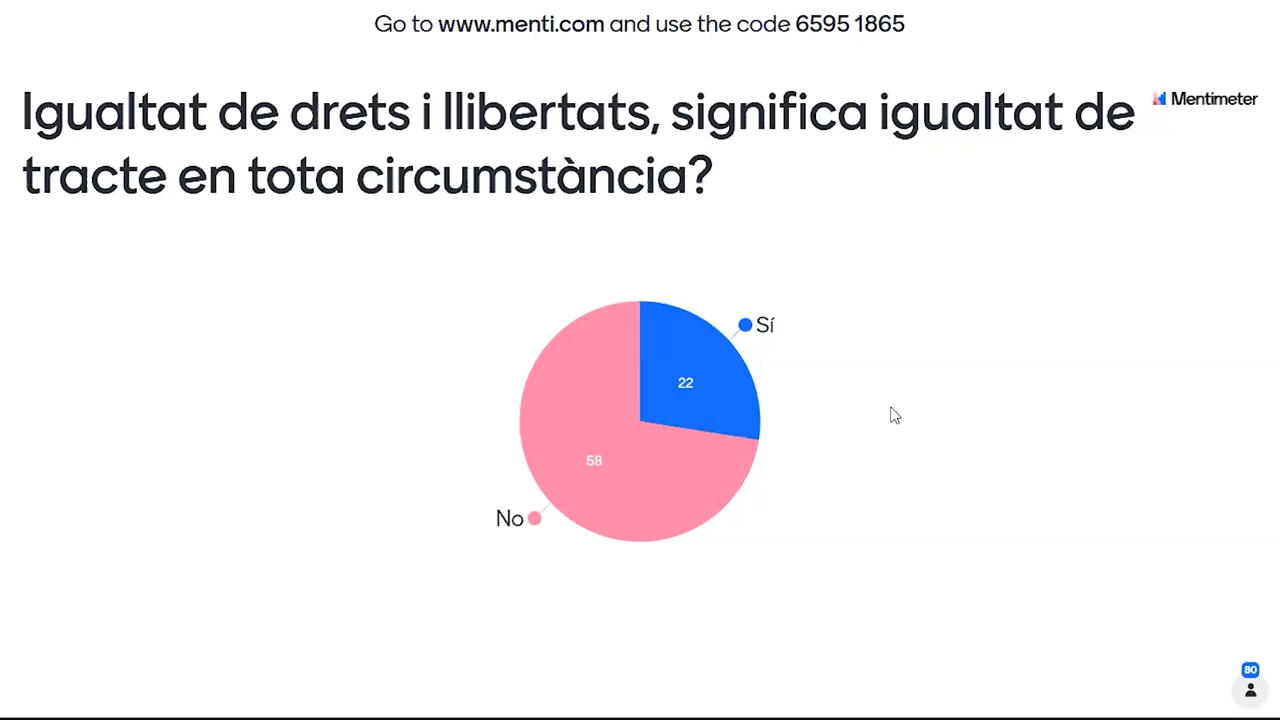 Go to www.menti.com and use the code 6595 1865
Igualtat de drets i llibertats, significa igualtat de
tracte en tota circumstància?
Mentimeter
Sí
22
58
No
80